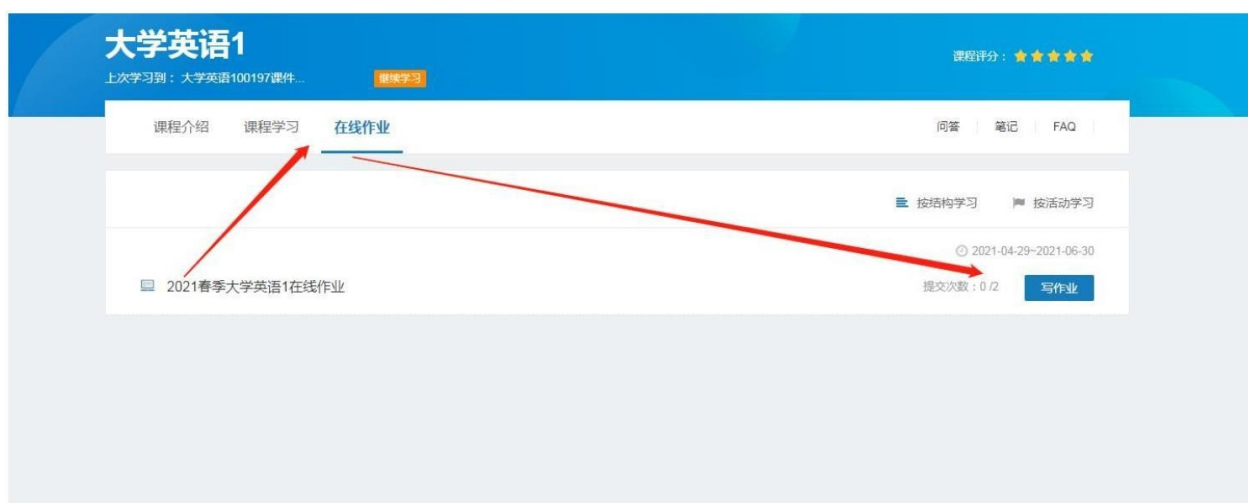 大学英语1
课程评分：
上次学习到：大学英语100197课件...
继续学习
课程介绍 课程学习 在线作业 问答 笔记 FAQ
按结构学习 按活动学习
2021-04-29~2021-06-30
2021春季大学英语1在线作业 提交次数：0 /2 写作业